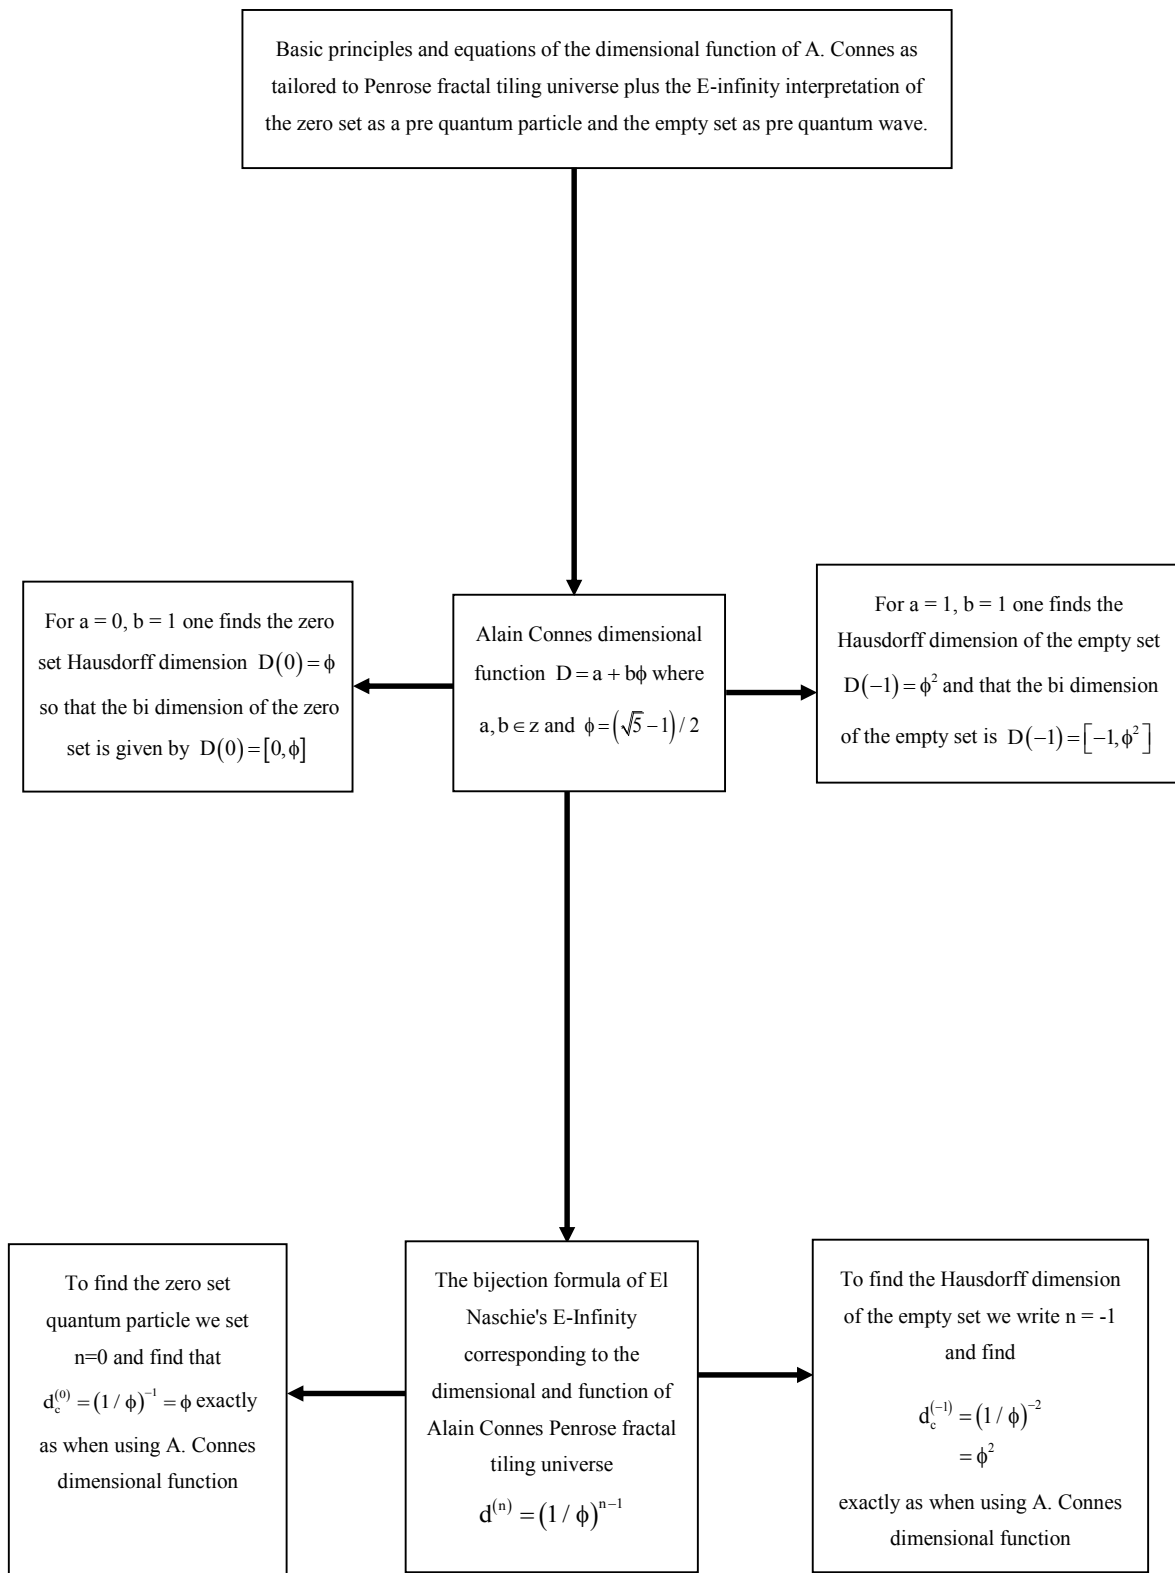 Basic principles and equations of the dimensional function of A. Connes as
tailored to Penrose fractal tiling universe plus the E-infinity interpretation of
the zero set as a pre quantum particle and the empty set as pre quantum wave.
For a = 0, b = 1 one finds the zero
set Hausdorff dimension D(0) = ϕ
so that the bi dimension of the zero
set is given by D(0) = [0, ϕ]
Alain Connes dimensional
function D = a + bϕ where
a, b ∈ z and ϕ = (√5 − 1) / 2
For a = 1, b = 1 one finds the
Hausdorff dimension of the empty set
D(−1) = ϕ² and that the bi dimension
of the empty set is D(−1) = [−1, ϕ²]
To find the zero set
quantum particle we set
n=0 and find that
d_c^(0) = (1 / ϕ)^−1 = ϕ exactly
as when using A. Connes
dimensional function
The bijection formula of El
Naschie's E-Infinity
corresponding to the
dimensional and function of
Alain Connes Penrose fractal
tiling universe
d^(n) = (1 / ϕ)^n−1
To find the Hausdorff dimension
of the empty set we write n = -1
and find
d_c^(−1) = (1 / ϕ)^−2
= ϕ²
exactly as when using A. Connes
dimensional function